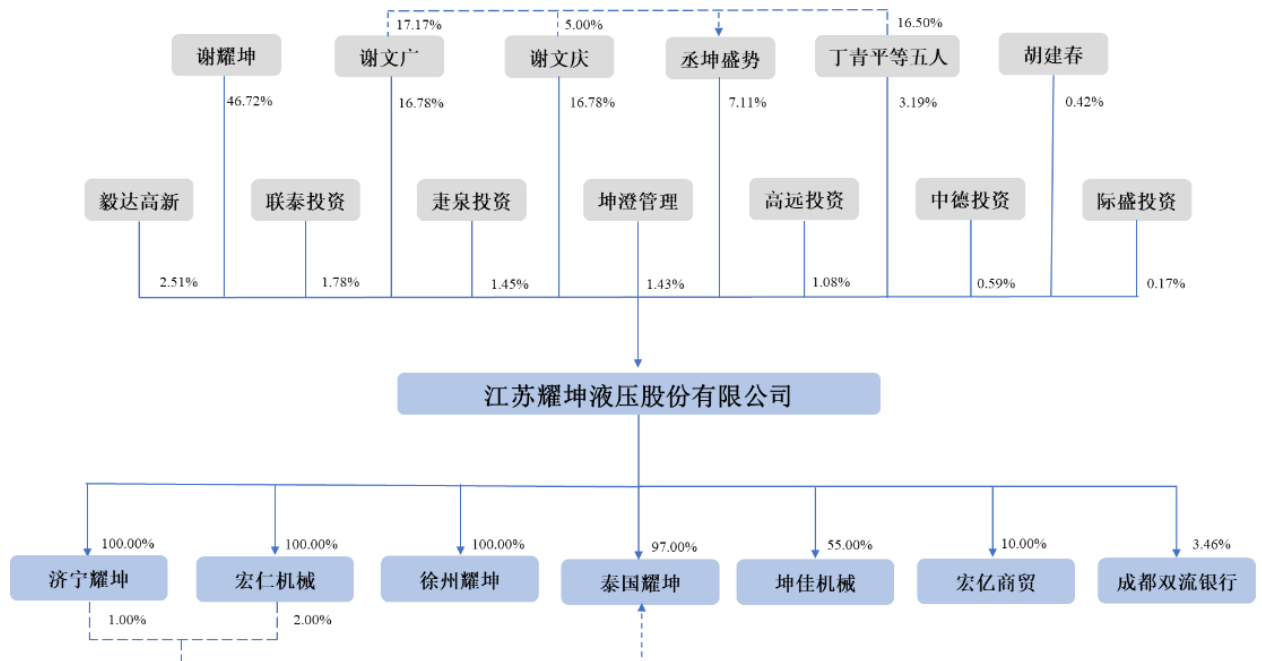 17.17% 5.00% 16.50%
谢耀坤 谢文广 谢文庆 丞坤盛势 丁青平等五人 胡建春
46.72% 16.78% 16.78% 7.11% 3.19% 0.42%
毅达高新 联泰投资 疌泉投资 坤澄管理 高远投资 中德投资 际盛投资
2.51% 1.78% 1.45% 1.43% 1.08% 0.59% 0.17%
江苏耀坤液压股份有限公司
100.00% 100.00% 100.00% 97.00% 55.00% 10.00% 3.46%
济宁耀坤 宏仁机械 徐州耀坤 泰国耀坤 坤佳机械 宏亿商贸 成都双流银行
1.00% 2.00%